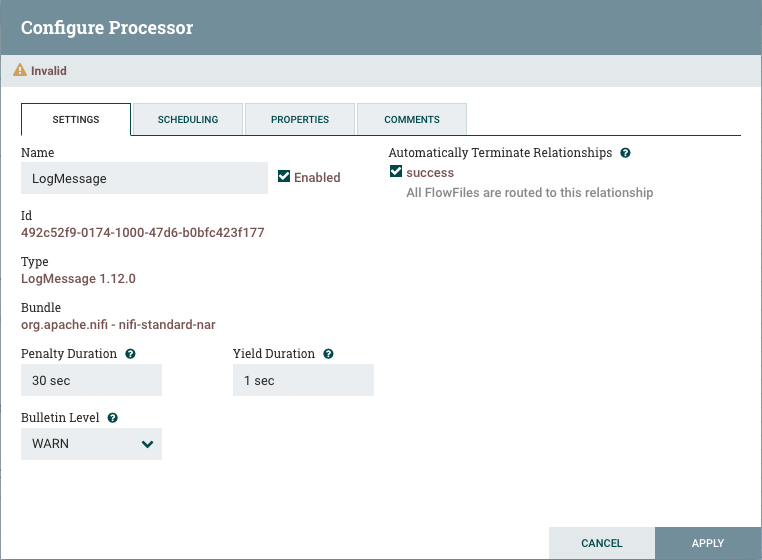 Configure Processor
Invalid
SETTINGS
SCHEDULING
PROPERTIES
COMMENTS
Name
LogMessage
Enabled
Id
492c52f9-0174-1000-47d6-b0bfc423f177
Type
LogMessage 1.12.0
Bundle
org.apache.nifi - nifi-standard-nar
Penalty Duration
30 sec
Yield Duration
1 sec
Bulletin Level
WARN
Automatically Terminate Relationships
success
All FlowFiles are routed to this relationship
CANCEL
APPLY